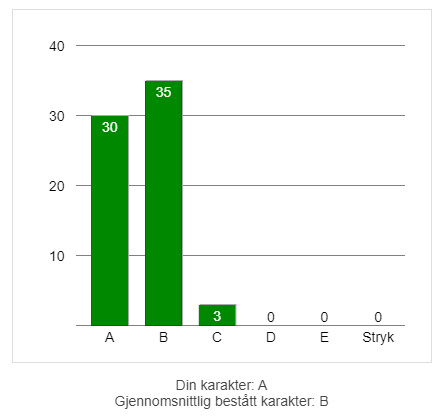 40
30
20
10
30
35
3
0
0
0
A
B
C
D
E
Stryk
Din karakter: A
Gjennomsnittlig bestått karakter: B